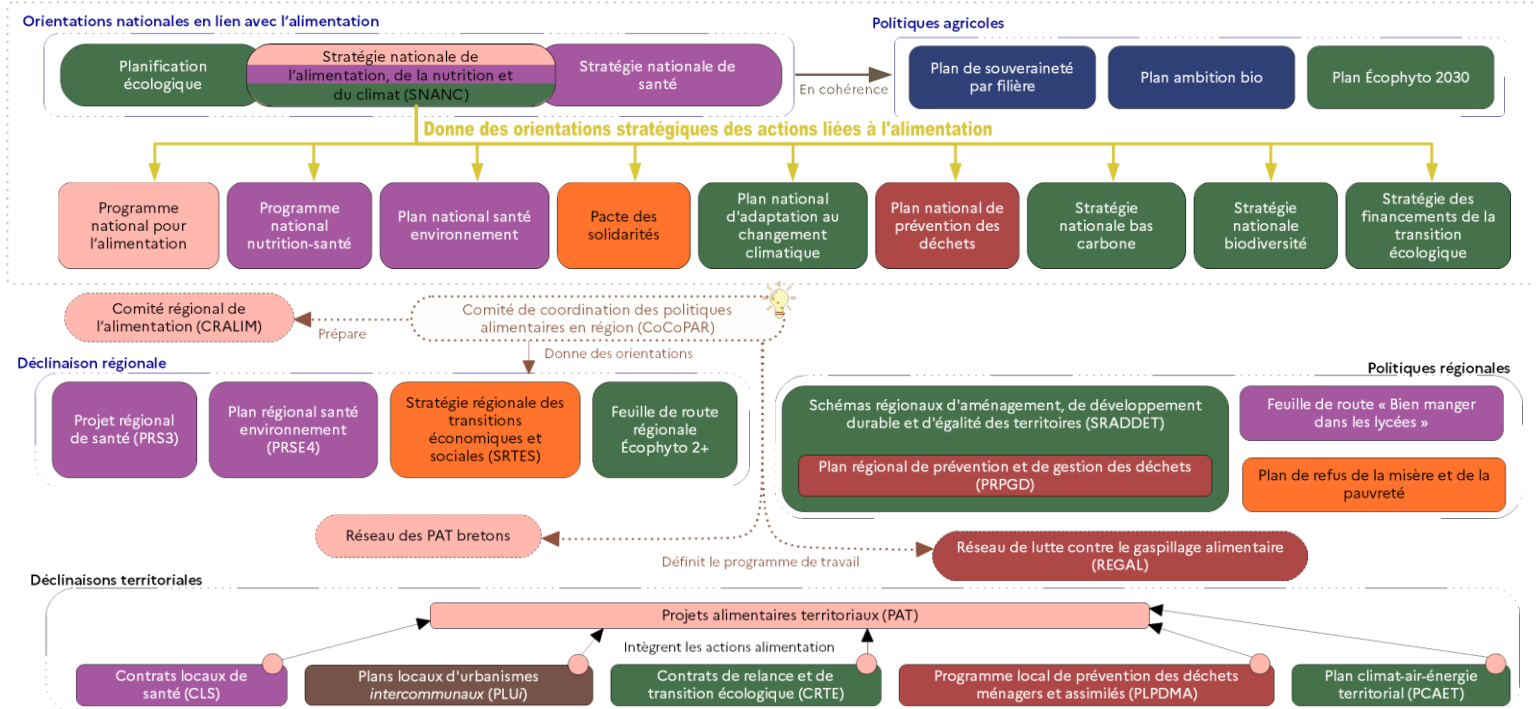 Orientations nationales en lien avec l'alimentation
Politiques agricoles
Planification
écologique
Stratégie nationale de
l'alimentation, de la nutrition et
du climat (SNANC)
Stratégie nationale de
santé
En cohérence
Plan de souveraineté
par filière
Plan ambition bio
Plan Écophyto 2030
Donne des orientations stratégiques des actions liées à l'alimentation
Programme
national pour
l'alimentation
Programme
national
nutrition-santé
Plan national santé
environnement
Pacte des
solidarités
Plan national
d'adaptation au
changement
climatique
Plan national de
prévention des
déchets
Stratégie
nationale bas
carbone
Stratégie
nationale
biodiversité
Stratégie des
financements de la
transition
écologique
Comité régional de
l'alimentation (CRALIM)
Prépare
Comité de coordination des politiques
alimentaires en région (CoCoPAR)
Donne des orientations
Déclinaison régionale
Projet régional
de santé (PRS3)
Plan régional santé
environnement
(PRSE4)
Stratégie régionale des
transitions
économiques et
sociales (SRTES)
Feuille de route
régionale
Écophyto 2+
Politiques régionales
Schémas régionaux d'aménagement, de développement
durable et d'égalité des territoires (SRADDET)
Plan régional de prévention et de gestion des déchets
(PRPGD)
Feuille de route « Bien manger
dans les lycées »
Plan de refus de la misère et de la
pauvreté
Réseau des PAT bretons
Définit le programme de travail
Réseau de lutte contre le gaspillage alimentaire
(REGAL)
Déclinaisons territoriales
Projets alimentaires territoriaux (PAT)
Intègrent les actions alimentation
Contrats locaux de
santé (CLS)
Plans locaux d'urbanismes
intercommunaux (PLUi)
Contrats de relance et de
transition écologique (CRTE)
Programme local de prévention des déchets
ménagers et assimilés (PLPDMA)
Plan climat-air-énergie
territorial (PCAET)